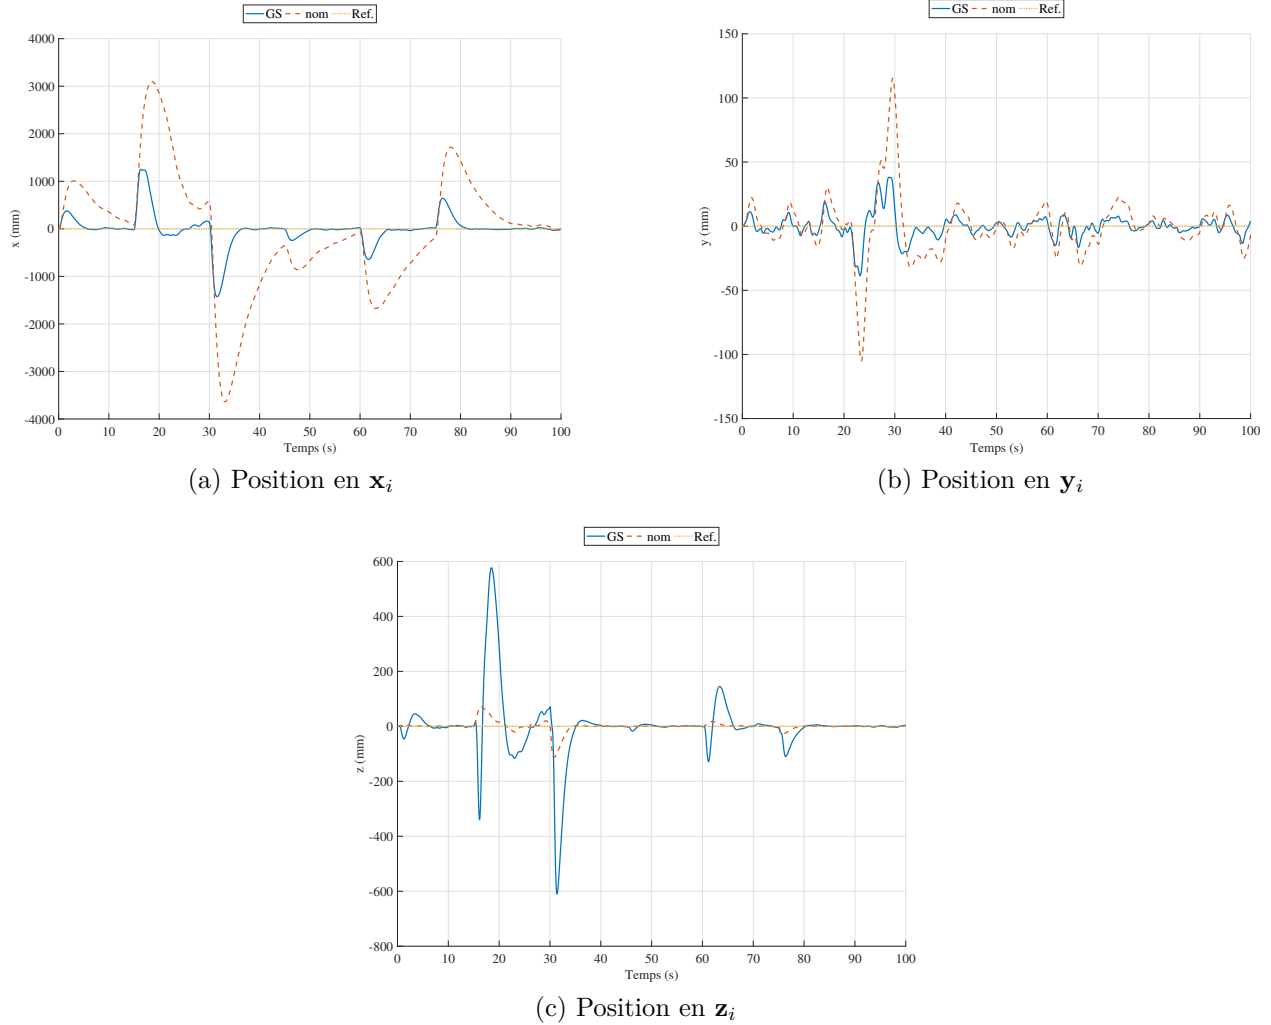 GS nom Ref.
4000
3000
2000
1000
0
-1000
-2000
-3000
-4000
x (mm)
0 10 20 30 40 50 60 70 80 90 100
Temps (s)
(a) Position en x_i
GS nom Ref.
150
100
50
0
-50
-100
-150
y (mm)
0 10 20 30 40 50 60 70 80 90 100
Temps (s)
(b) Position en y_i
GS nom Ref.
600
400
200
0
-200
-400
-600
-800
z (mm)
0 10 20 30 40 50 60 70 80 90 100
Temps (s)
(c) Position en z_i